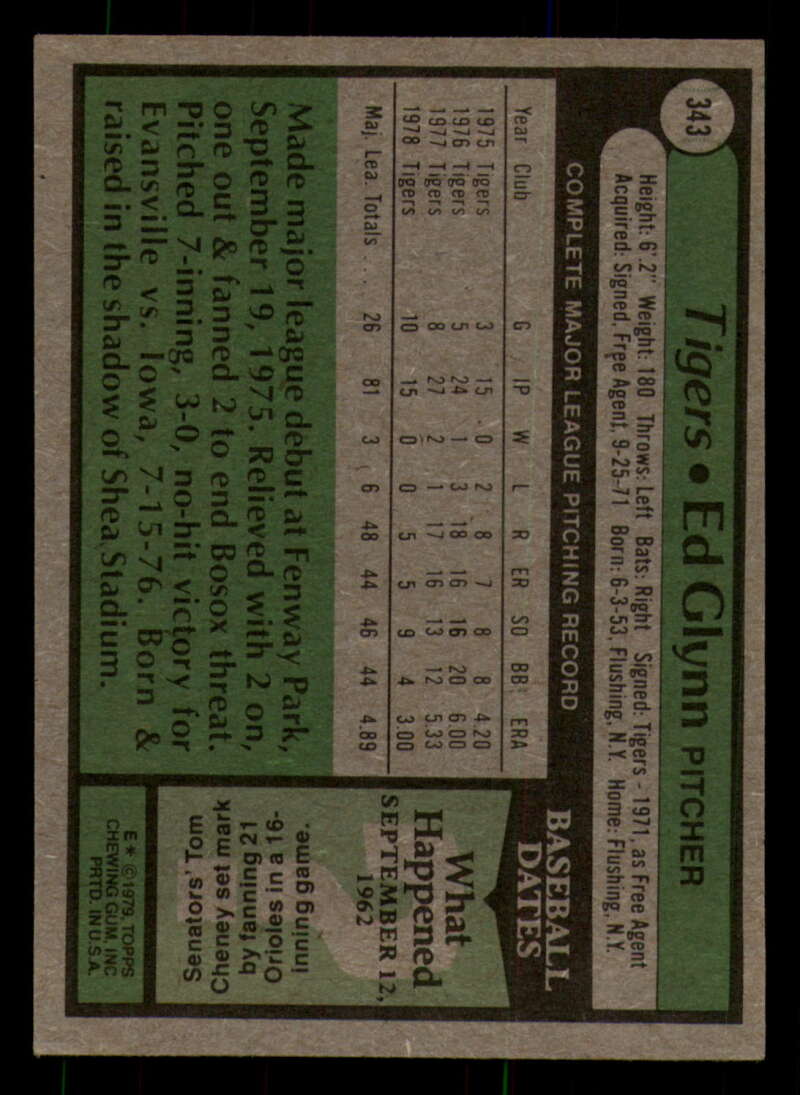 343
Tigers • Ed Glynn PITCHER
Height: 6'.2" Weight: 180 Throws: Left Bats: Right Signed: Tigers - 1971, as Free Agent
Acquired: Signed, Free Agent, 9-25-71 Born: 6-3-53, Flushing, N.Y. Home: Flushing, N.Y.
COMPLETE MAJOR LEAGUE PITCHING RECORD
Year Club G IP W L R ER SO BB ERA
1975 Tigers 3 15 0 2 8 7 8 8 4.20
1976 Tigers 5 24 1 3 18 16 16 20 6.00
1977 Tigers 8 27 2 1 17 16 13 12 5.33
1978 Tigers 10 15 0 0 5 5 9 4 3.00
Maj. Lea. Totals . . 26 81 3 6 48 44 46 44 4.89
Made major league debut at Fenway Park,
September 19, 1975. Relieved with 2 on,
one out & fanned 2 to end Bosox threat.
Pitched 7-inning, 3-0, no-hit victory for
Evansville vs. Iowa, 7-15-76. Born &
raised in the shadow of Shea Stadium.
BASEBALL
DATES
What
Happened
SEPTEMBER 12,
1962
Senators' Tom
Cheney set mark
by fanning 21
Orioles in a 16-
inning game.
E * ©1979, TOPPS
CHEWING GUM, INC
PRTD. IN U.S.A.